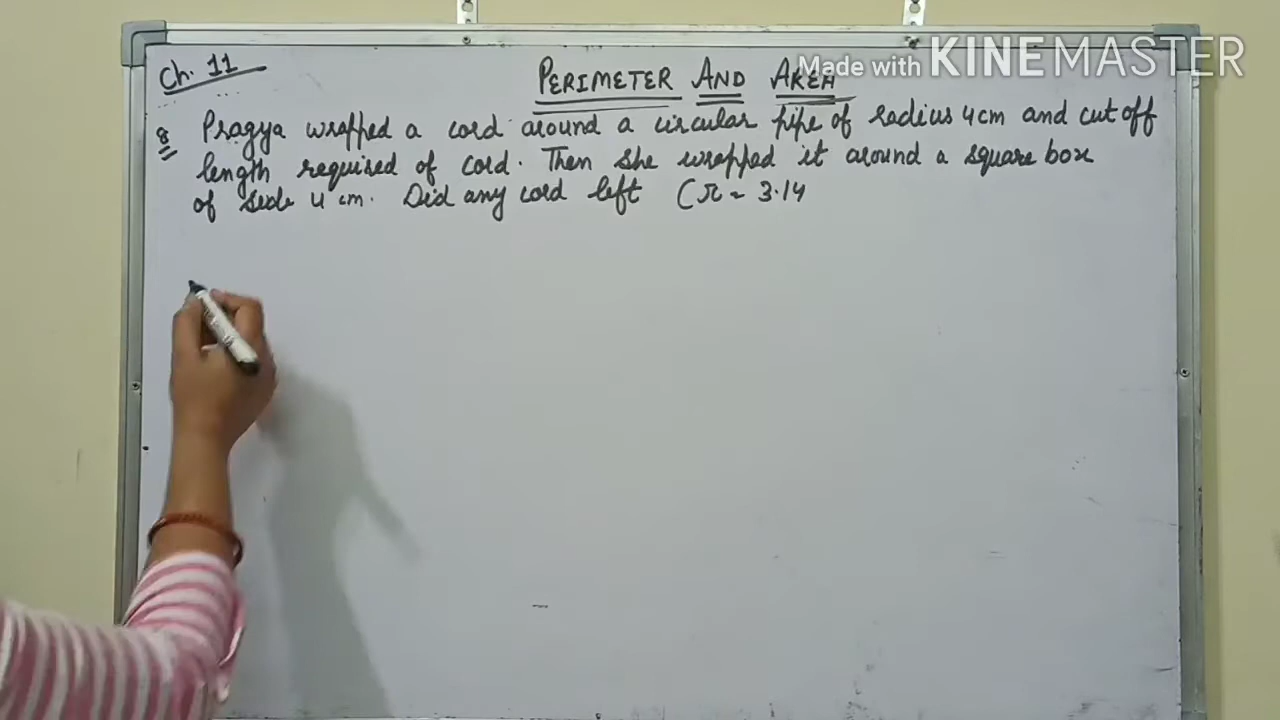 Ch. 11
PERIMETER AND AREA
Made with KINEMASTER
8 Pragya wrapped a cord around a circular pipe of radius 4 cm and cut off
length required of cord. Then she wrapped it around a square box
of side 4 cm. Did any cord left (π = 3.14